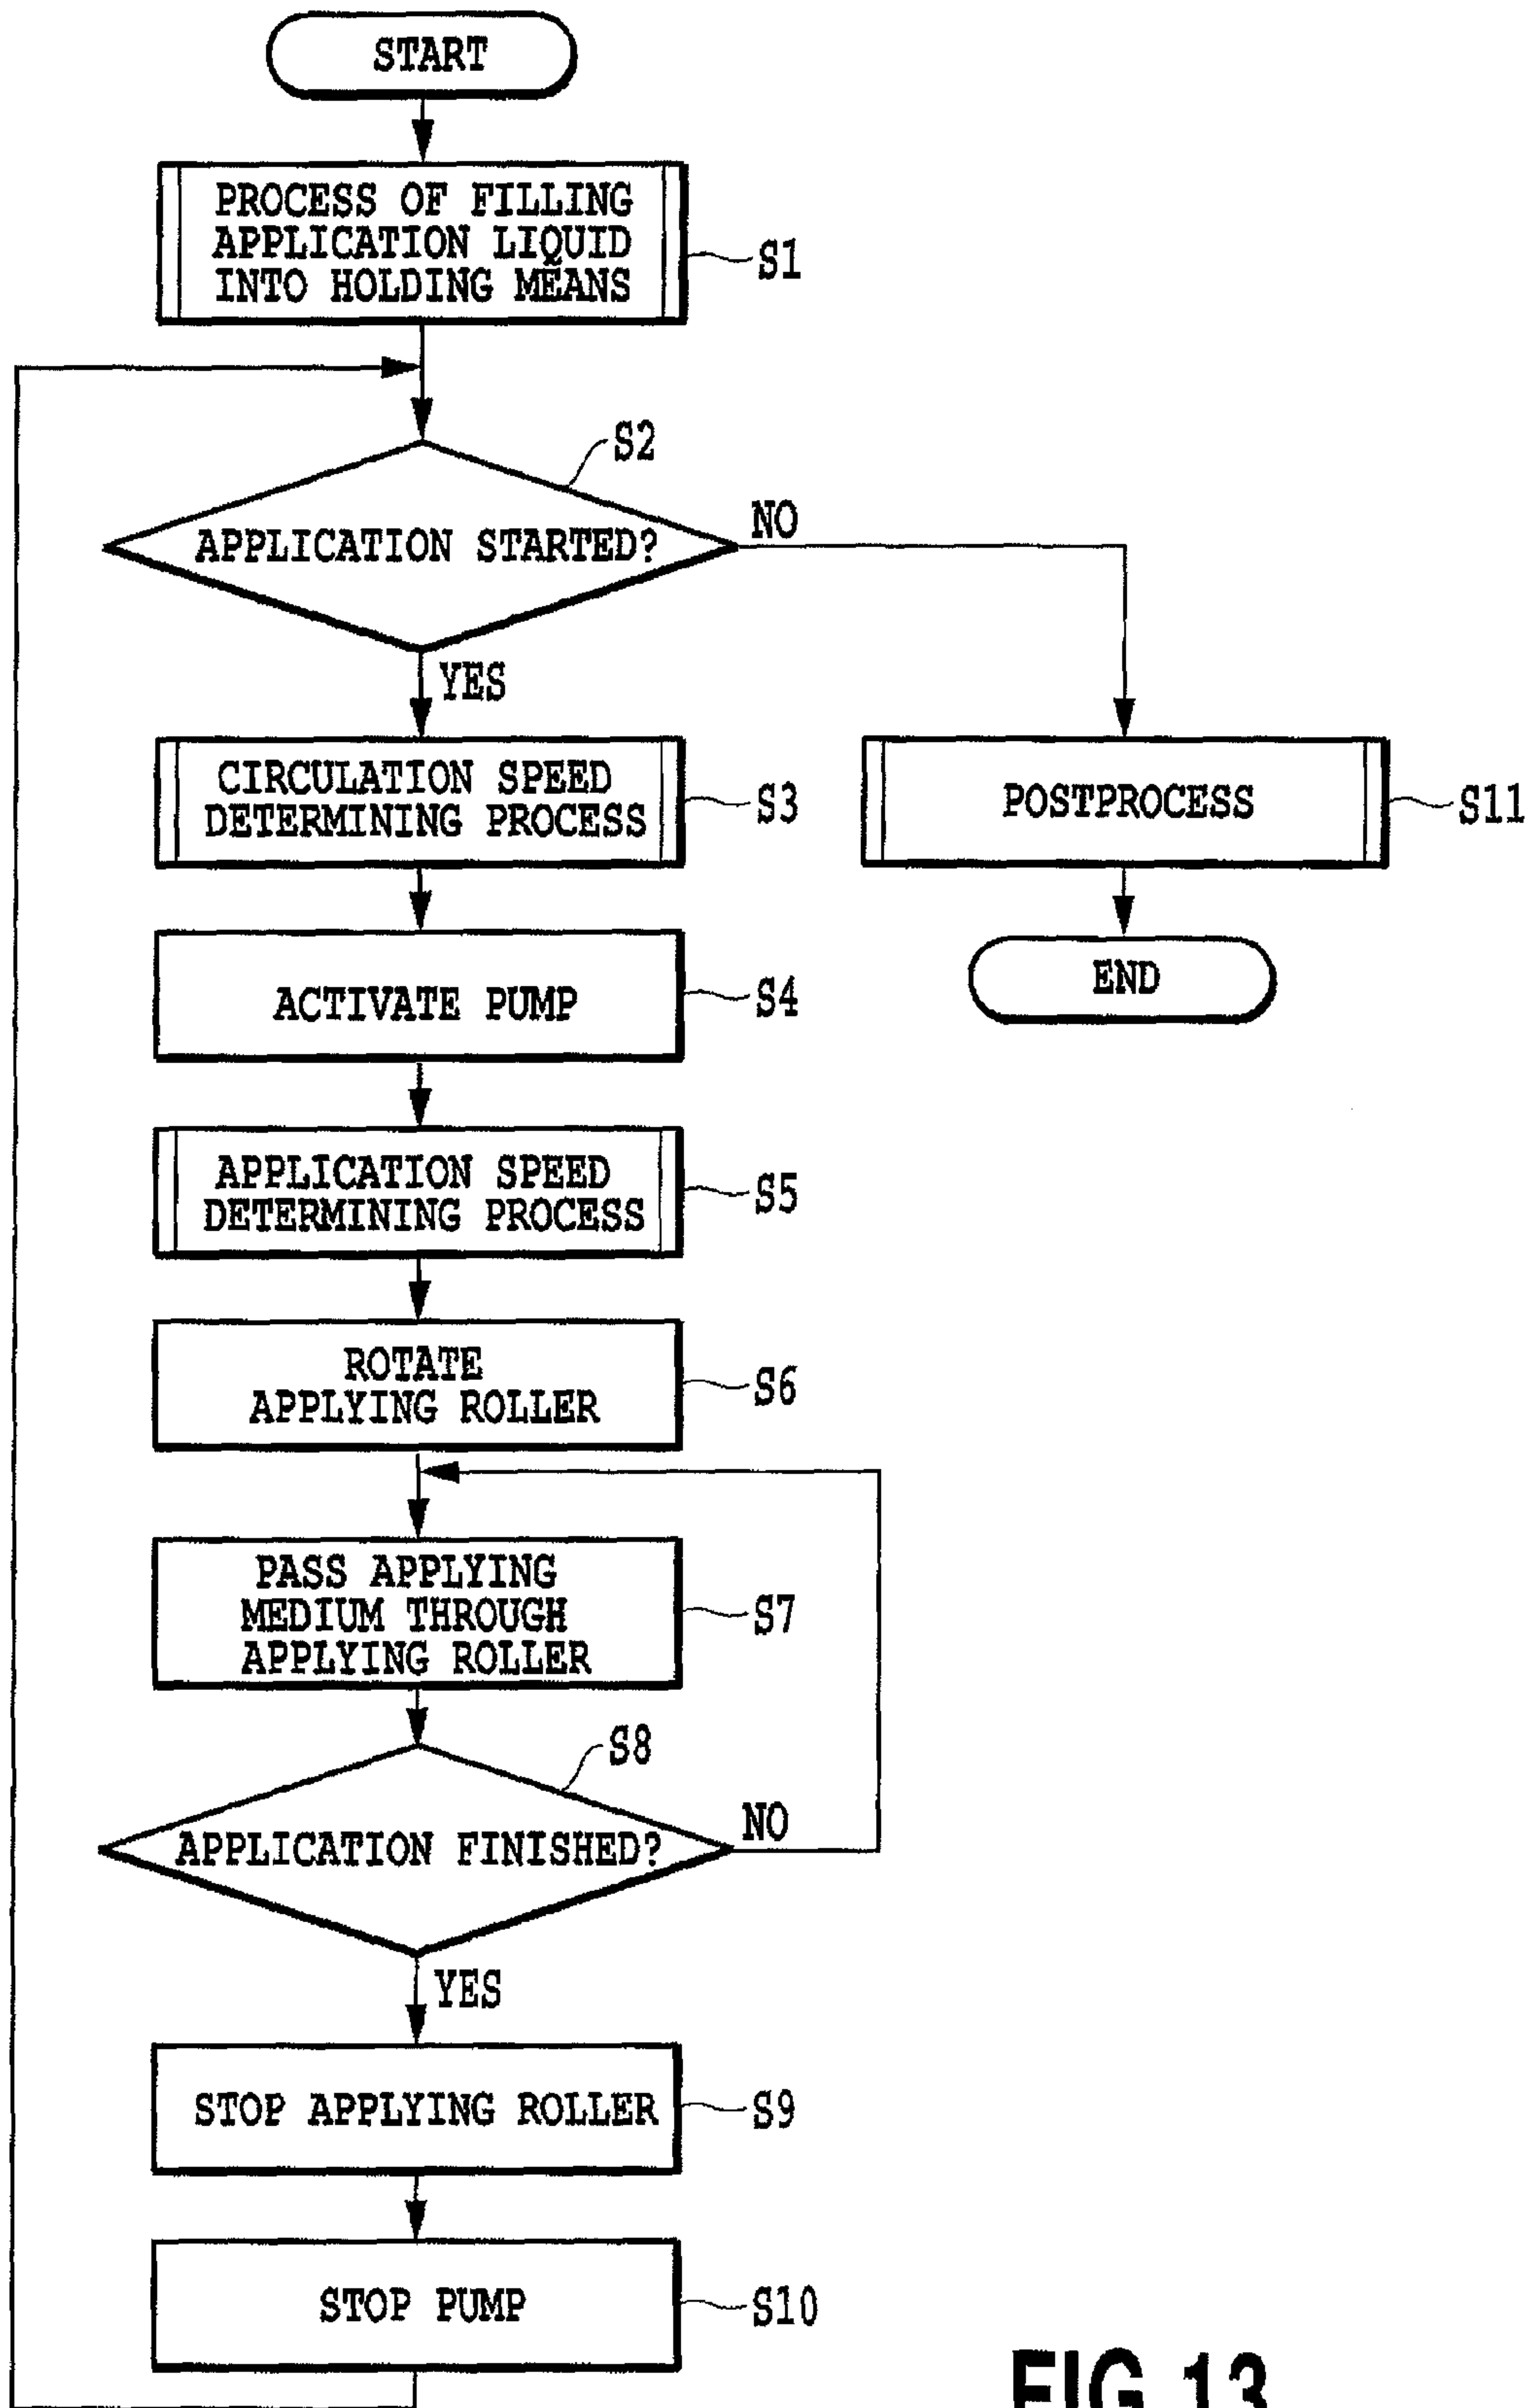 START
PROCESS OF FILLING
APPLICATION LIQUID
INTO HOLDING MEANS
S1
S2
APPLICATION STARTED?
NO
YES
CIRCULATION SPEED
DETERMINING PROCESS
S3
POSTPROCESS
S11
ACTIVATE PUMP
S4
END
APPLICATION SPEED
DETERMINING PROCESS
S5
ROTATE
APPLYING ROLLER
S6
PASS APPLYING
MEDIUM THROUGH
APPLYING ROLLER
S7
S8
APPLICATION FINISHED?
NO
YES
STOP APPLYING ROLLER
S9
STOP PUMP
S10
FIG.13